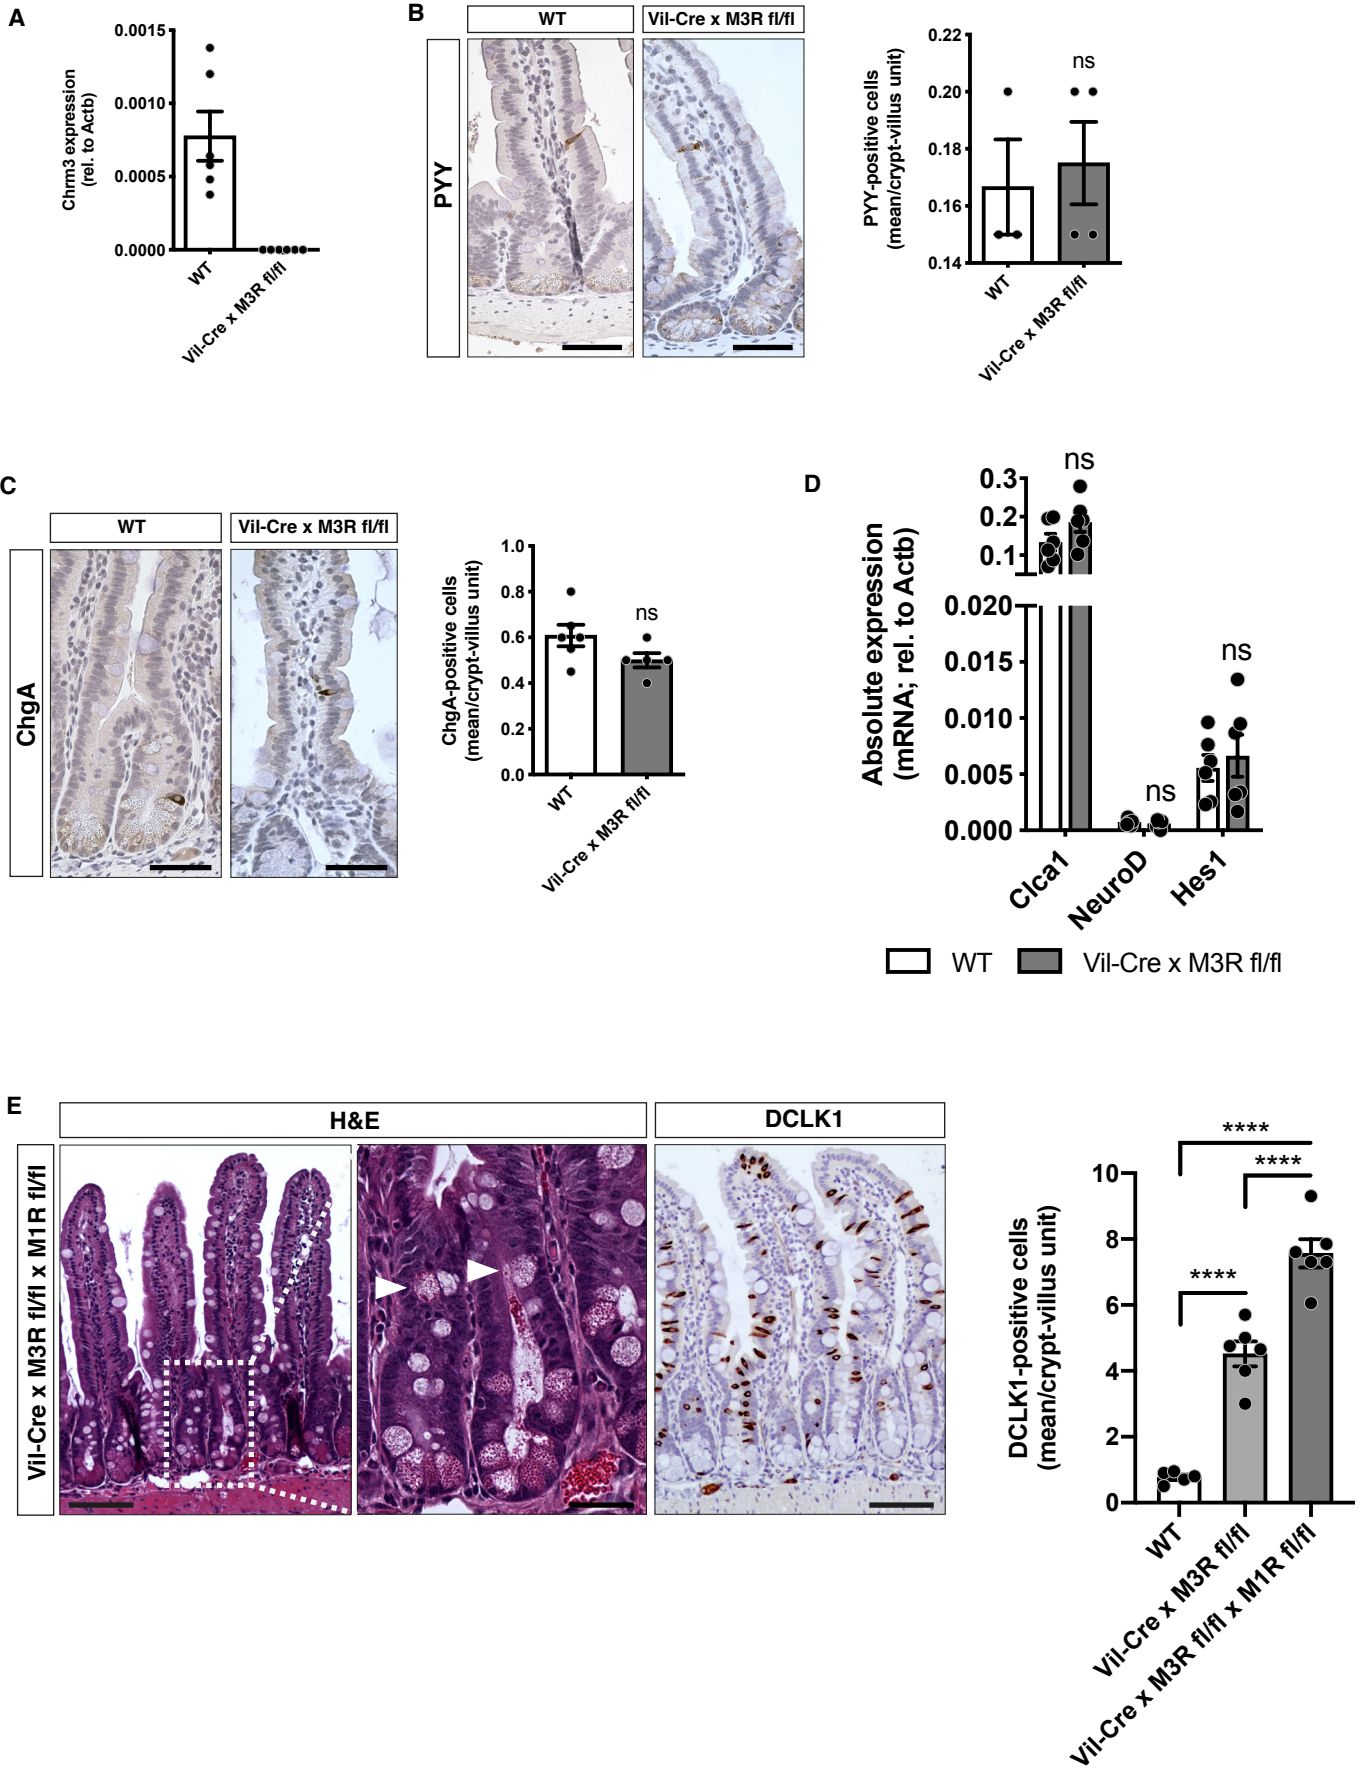 A
Chrm3 expression
(rel. to Actb)
0.0015
0.0010
0.0005
0.0000
WT
Vil-Cre x M3R fl/fl
B
WT
Vil-Cre x M3R fl/fl
PYY
PYY-positive cells
(mean/crypt-villus unit)
0.22
0.20
0.18
0.16
0.14
ns
WT
Vil-Cre x M3R fl/fl
C
WT
Vil-Cre x M3R fl/fl
ChgA
ChgA-positive cells
(mean/crypt-villus unit)
1.0
0.8
0.6
0.4
0.2
0.0
ns
WT
Vil-Cre x M3R fl/fl
D
Absolute expression
(mRNA; rel. to Actb)
0.3
0.2
0.1
0.020
0.015
0.010
0.005
0.000
ns
ns
ns
Clca1
NeuroD
Hes1
WT
Vil-Cre x M3R fl/fl
E
H&E
DCLK1
Vil-Cre x M3R fl/fl x M1R fl/fl
DCLK1-positive cells
(mean/crypt-villus unit)
10
8
6
4
2
0
****
****
****
WT
Vil-Cre x M3R fl/fl
Vil-Cre x M3R fl/fl x M1R fl/fl